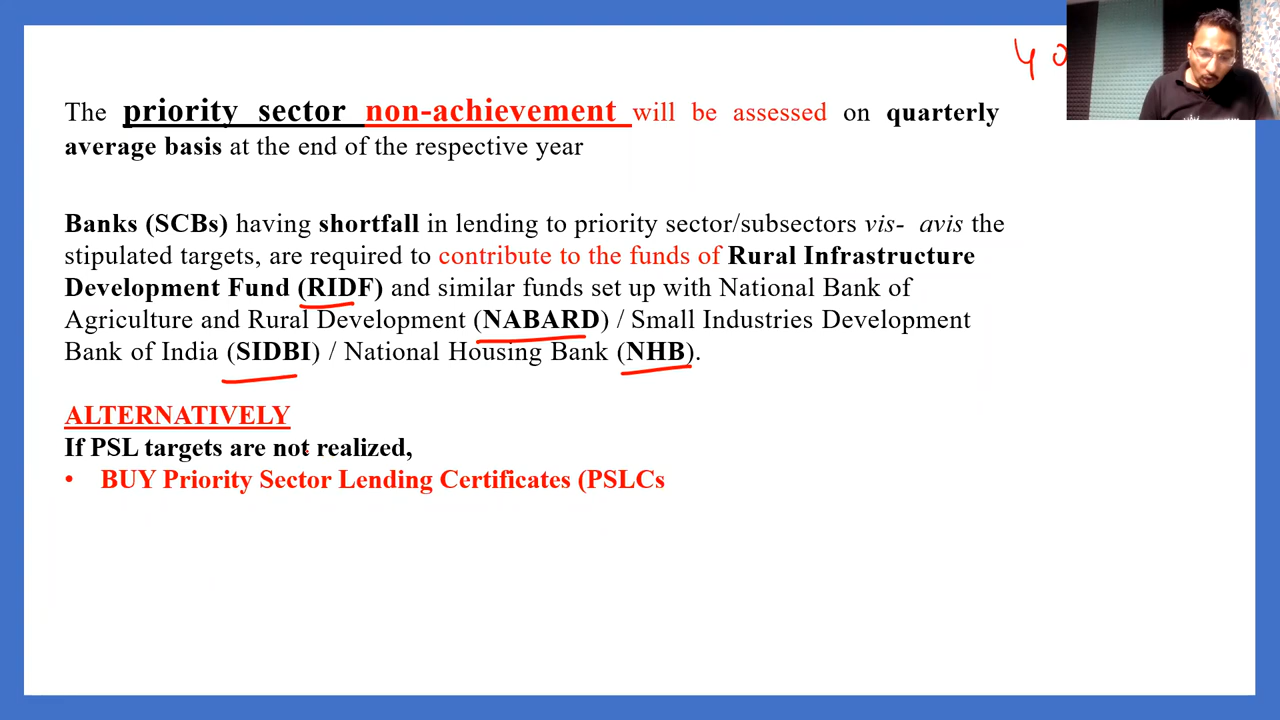 40
The priority sector non-achievement will be assessed on quarterly
average basis at the end of the respective year
Banks (SCBs) having shortfall in lending to priority sector/subsectors vis- avis the
stipulated targets, are required to contribute to the funds of Rural Infrastructure
Development Fund (RIDF) and similar funds set up with National Bank of
Agriculture and Rural Development (NABARD) / Small Industries Development
Bank of India (SIDBI) / National Housing Bank (NHB).
ALTERNATIVELY
If PSL targets are not realized,
• BUY Priority Sector Lending Certificates (PSLCs